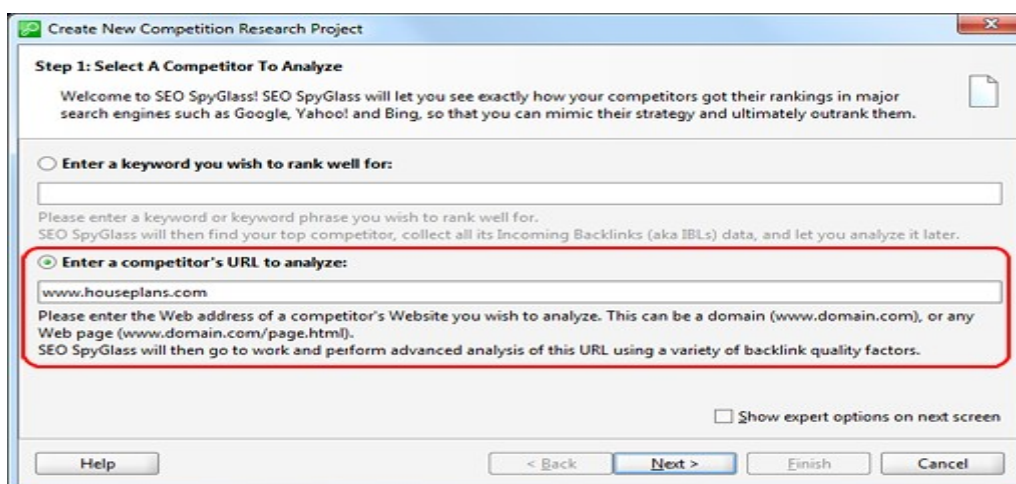 Create New Competition Research Project
Step 1: Select A Competitor To Analyze
Welcome to SEO SpyGlass! SEO SpyGlass will let you see exactly how your competitors got their rankings in major
search engines such as Google, Yahoo! and Bing, so that you can mimic their strategy and ultimately outrank them.
Enter a keyword you wish to rank well for:
Please enter a keyword or keyword phrase you wish to rank well for.
SEO SpyGlass will then find your top competitor, collect all its Incoming Backlinks (aka IBLs) data, and let you analyze it later.
Enter a competitor's URL to analyze:
www.houseplans.com
Please enter the Web address of a competitor's Website you wish to analyze. This can be a domain (www.domain.com), or any
Web page (www.domain.com/page.html).
SEO SpyGlass will then go to work and perform advanced analysis of this URL using a variety of backlink quality factors.
Show expert options on next screen
Help < Back Next > Finish Cancel